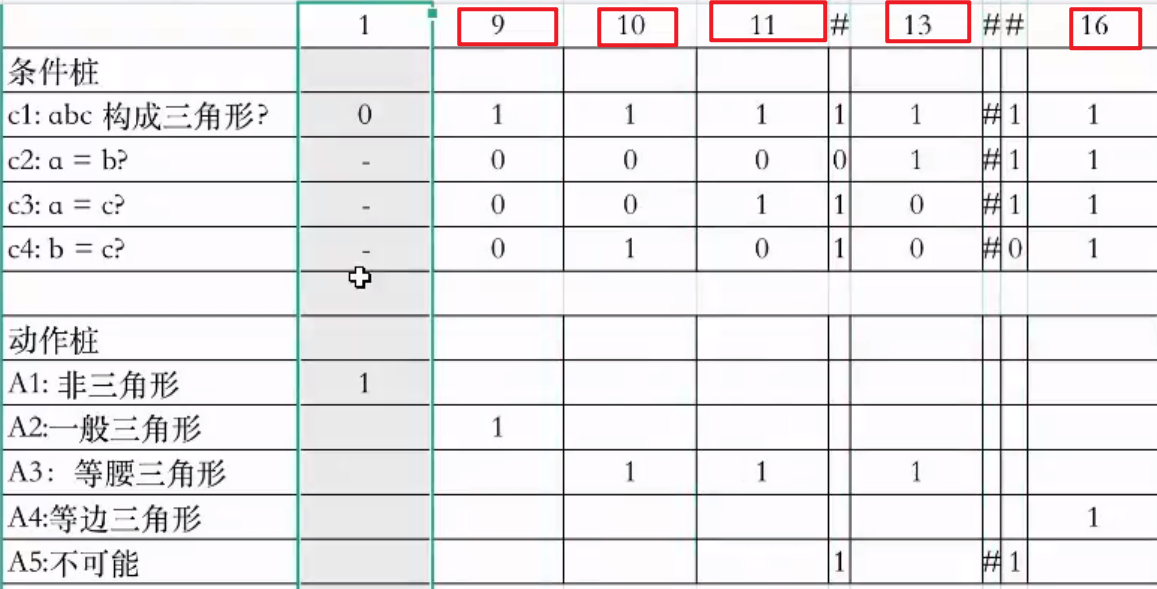 1 9 10 11 # 13 # # 16
条件桩
c1: abc 构成三角形? 0 1 1 1 1 1 # 1 1
c2: a = b? - 0 0 0 0 1 # 1 1
c3: a = c? - 0 0 1 1 0 # 1 1
c4: b = c? - 0 1 0 1 0 # 0 1
动作桩
A1: 非三角形 1
A2:一般三角形 1
A3: 等腰三角形 1 1 1
A4:等边三角形 1
A5:不可能 1 # 1